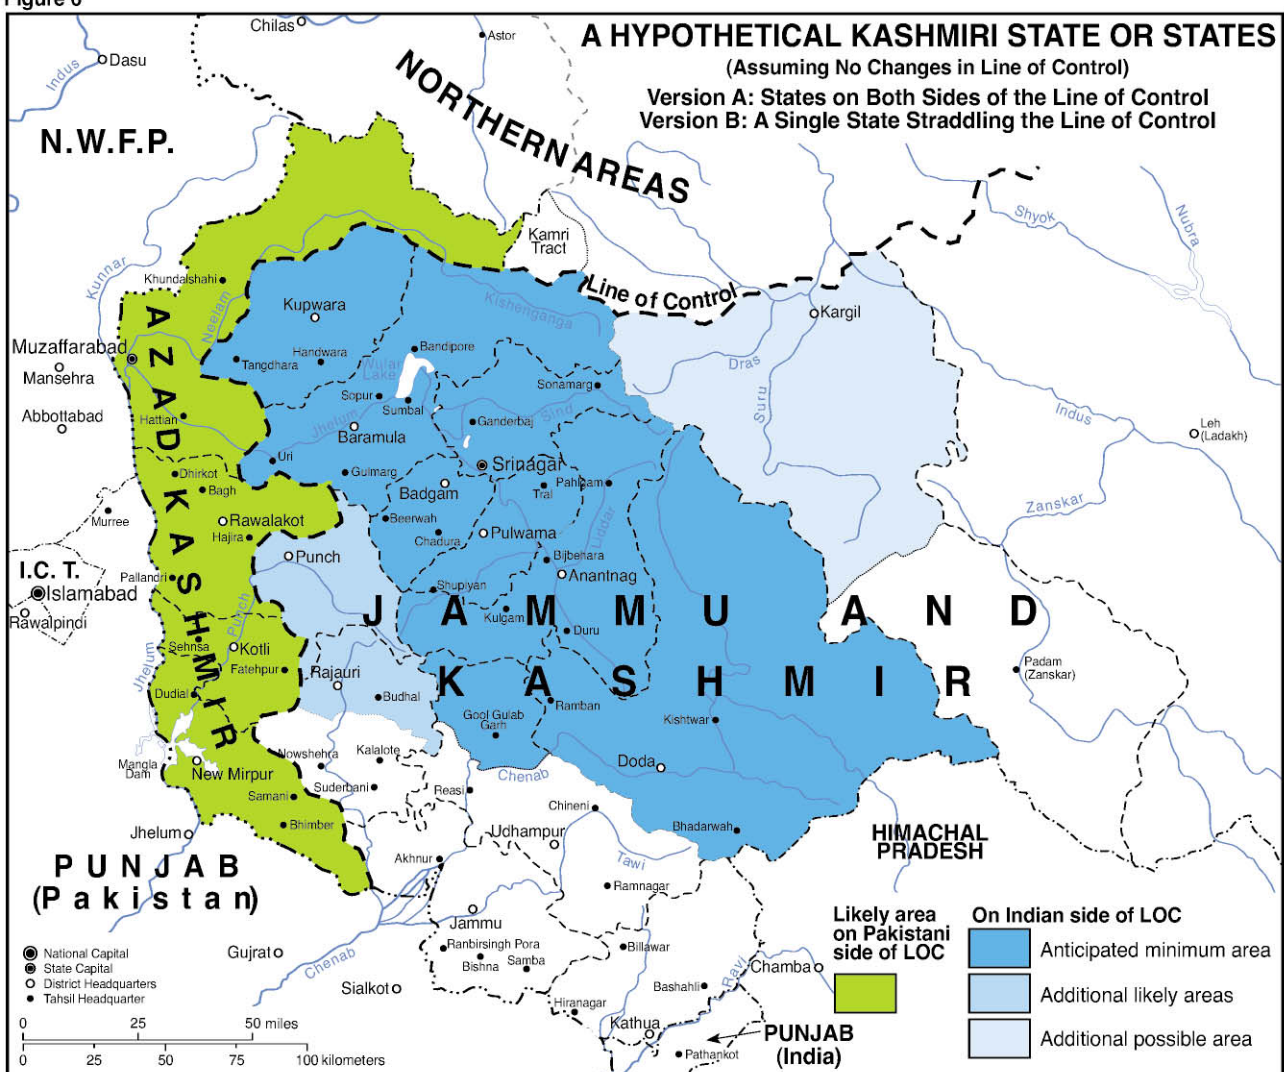 Figure 6
A HYPOTHETICAL KASHMIRI STATE OR STATES
(Assuming No Changes in Line of Control)
Version A: States on Both Sides of the Line of Control
Version B: A Single State Straddling the Line of Control
Chilas
Astor
Dasu
Indus
NORTHERN AREAS
N.W.F.P.
Kunnar
Kamri
Tract
Shyok
Nubra
Khundalshahi
Neelam
Line of Control
Kishenganga
Kupwara
Kargil
Muzaffarabad
Mansehra
Abbottabad
Tangdhara
Handwara
Bandipore
Wular
Lake
Sonamarg
Dras
Suru
Indus
Leh
(Ladakh)
Sopur
Sumbal
Jhelum
Sind
Ganderbaj
Baramula
Hattian
Uri
Gulmarg
Srinagar
Dhirkot
Bagh
Badgam
Tral
Pahlgam
Liddar
Zanskar
Murree
Rawalakot
Hajira
Beerwah
Chadura
Pulwama
Punch
Bijbehara
Anantnag
I.C.T.
Islamabad
Rawalpindi
Pallandri
Shupiyan
Kulgam
Duru
JAMMU AND
KASHMIR
AZAD KASHMIR
Punch
Jhelum
Sehnsa
Kotli
Fatehpur
Rajauri
Budhal
Padam
(Zanskar)
Dudial
Gool Gulab
Garh
Ramban
Kishtwar
Mangla
Dam
New Mirpur
Nowshehra
Kalalote
Doda
Chenab
Samani
Suderbani
Reasi
Chineni
Jhelum
Bhimber
Udhampur
Bhadarwah
HIMACHAL
PRADESH
PUNJAB
(Pakistan)
Akhnur
Tawi
Ramnagar
Jammu
Ranbirsingh Pora
Bishna
Samba
Billawar
Gujrat
Chenab
Sialkot
Bashahli
Ravi
Chamba
Hiranagar
Kathua
PUNJAB
(India)
Pathankot
National Capital
State Capital
District Headquarters
Tahsil Headquarter
0 25 50 miles
0 25 50 75 100 kilometers
Likely area
on Pakistani
side of LOC
On Indian side of LOC
Anticipated minimum area
Additional likely areas
Additional possible area